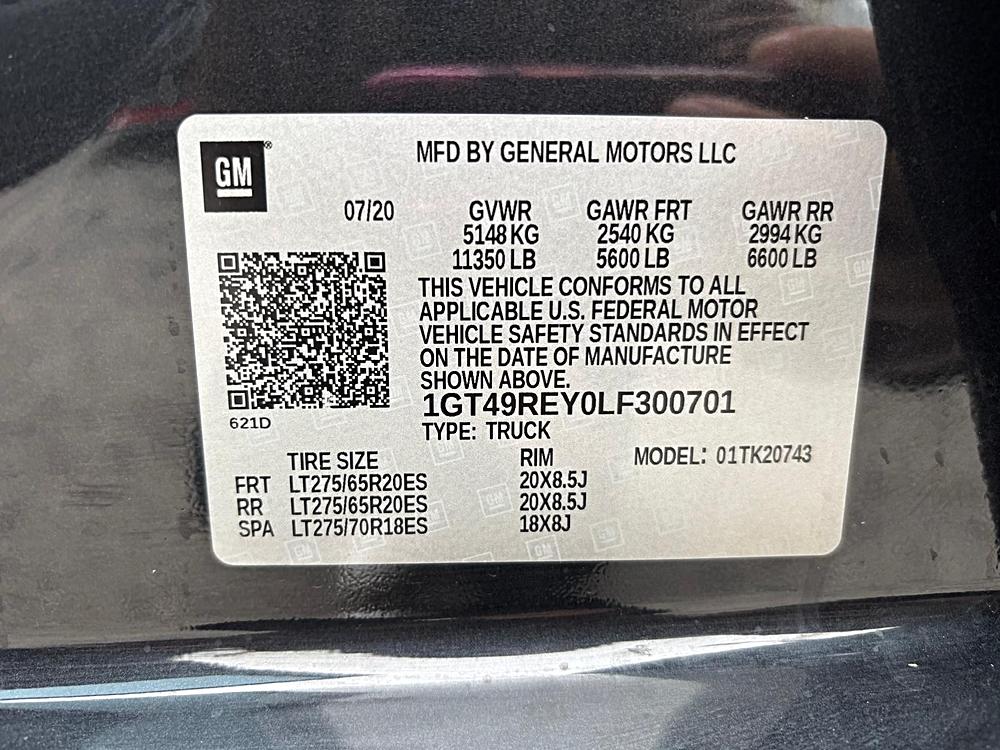 GM®
MFD BY GENERAL MOTORS LLC
07/20 GVWR GAWR FRT GAWR RR
5148 KG 2540 KG 2994 KG
11350 LB 5600 LB 6600 LB
THIS VEHICLE CONFORMS TO ALL
APPLICABLE U.S. FEDERAL MOTOR
VEHICLE SAFETY STANDARDS IN EFFECT
ON THE DATE OF MANUFACTURE
SHOWN ABOVE.
1GT49REY0LF300701
621D
TYPE: TRUCK
TIRE SIZE RIM MODEL: 01TK20743
FRT LT275/65R20ES 20X8.5J
RR LT275/65R20ES 20X8.5J
SPA LT275/70R18ES 18X8J